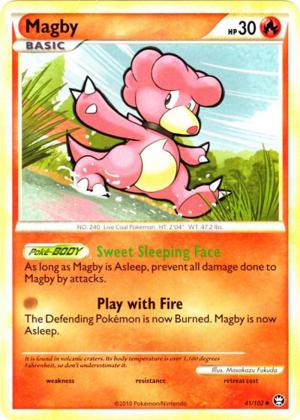 Magby HP 30
BASIC
NO. 240 Live Coal Pokémon HT: 2'04" WT: 47.2 lbs.
Poké-BODY Sweet Sleeping Face
As long as Magby is Asleep, prevent all damage done to
Magby by attacks.
Play with Fire
The Defending Pokémon is now Burned. Magby is now
Asleep.
It is found in volcanic craters. Its body temperature is over 1,100 degrees
Fahrenheit, so don't underestimate it.
Illus. Masakazu Fukuda
41/102
weakness resistance retreat cost
©2010 Pokémon/Nintendo